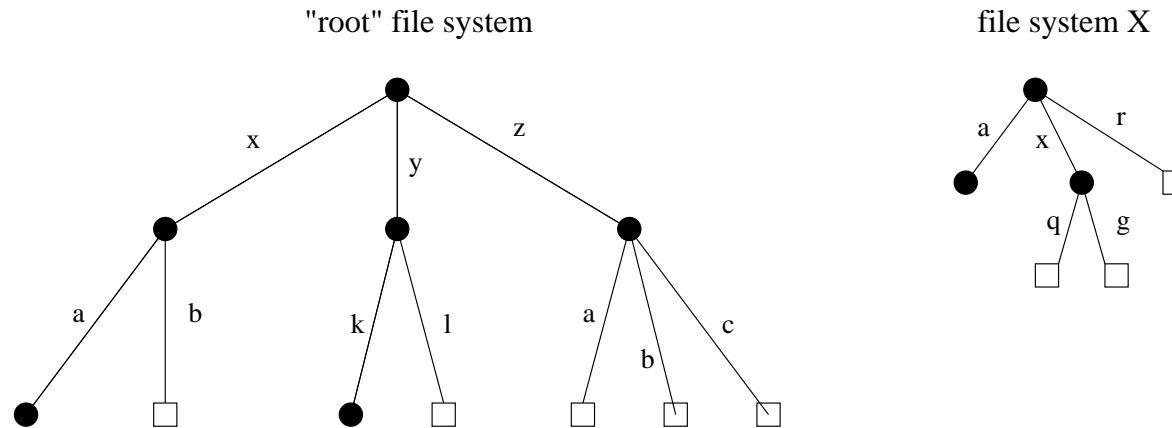 "root" file system
file system X
x
y
z
a
x
r
q
g
a
b
k
l
a
b
c